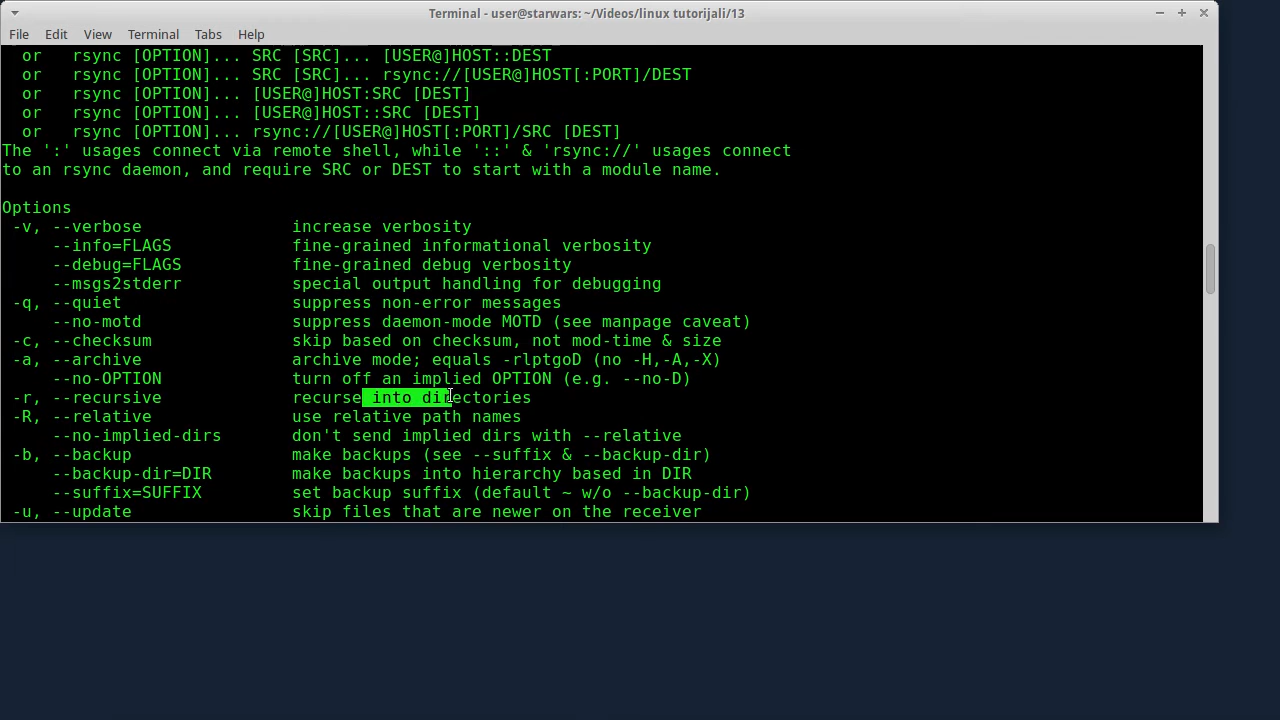 Terminal - user@starwars: ~/Videos/linux tutorijali/13
File Edit View Terminal Tabs Help
or rsync [OPTION]... SRC [SRC]... [USER@]HOST::DEST
or rsync [OPTION]... SRC [SRC]... rsync://[USER@]HOST[:PORT]/DEST
or rsync [OPTION]... [USER@]HOST:SRC [DEST]
or rsync [OPTION]... [USER@]HOST::SRC [DEST]
or rsync [OPTION]... rsync://[USER@]HOST[:PORT]/SRC [DEST]
The ':' usages connect via remote shell, while '::' & 'rsync://' usages connect
to an rsync daemon, and require SRC or DEST to start with a module name.
Options
-v, --verbose increase verbosity
--info=FLAGS fine-grained informational verbosity
--debug=FLAGS fine-grained debug verbosity
--msgs2stderr special output handling for debugging
-q, --quiet suppress non-error messages
--no-motd suppress daemon-mode MOTD (see manpage caveat)
-c, --checksum skip based on checksum, not mod-time & size
-a, --archive archive mode; equals -rlptgoD (no -H,-A,-X)
--no-OPTION turn off an implied OPTION (e.g. --no-D)
-r, --recursive recurse into directories
-R, --relative use relative path names
--no-implied-dirs don't send implied dirs with --relative
-b, --backup make backups (see --suffix & --backup-dir)
--backup-dir=DIR make backups into hierarchy based in DIR
--suffix=SUFFIX set backup suffix (default ~ w/o --backup-dir)
-u, --update skip files that are newer on the receiver